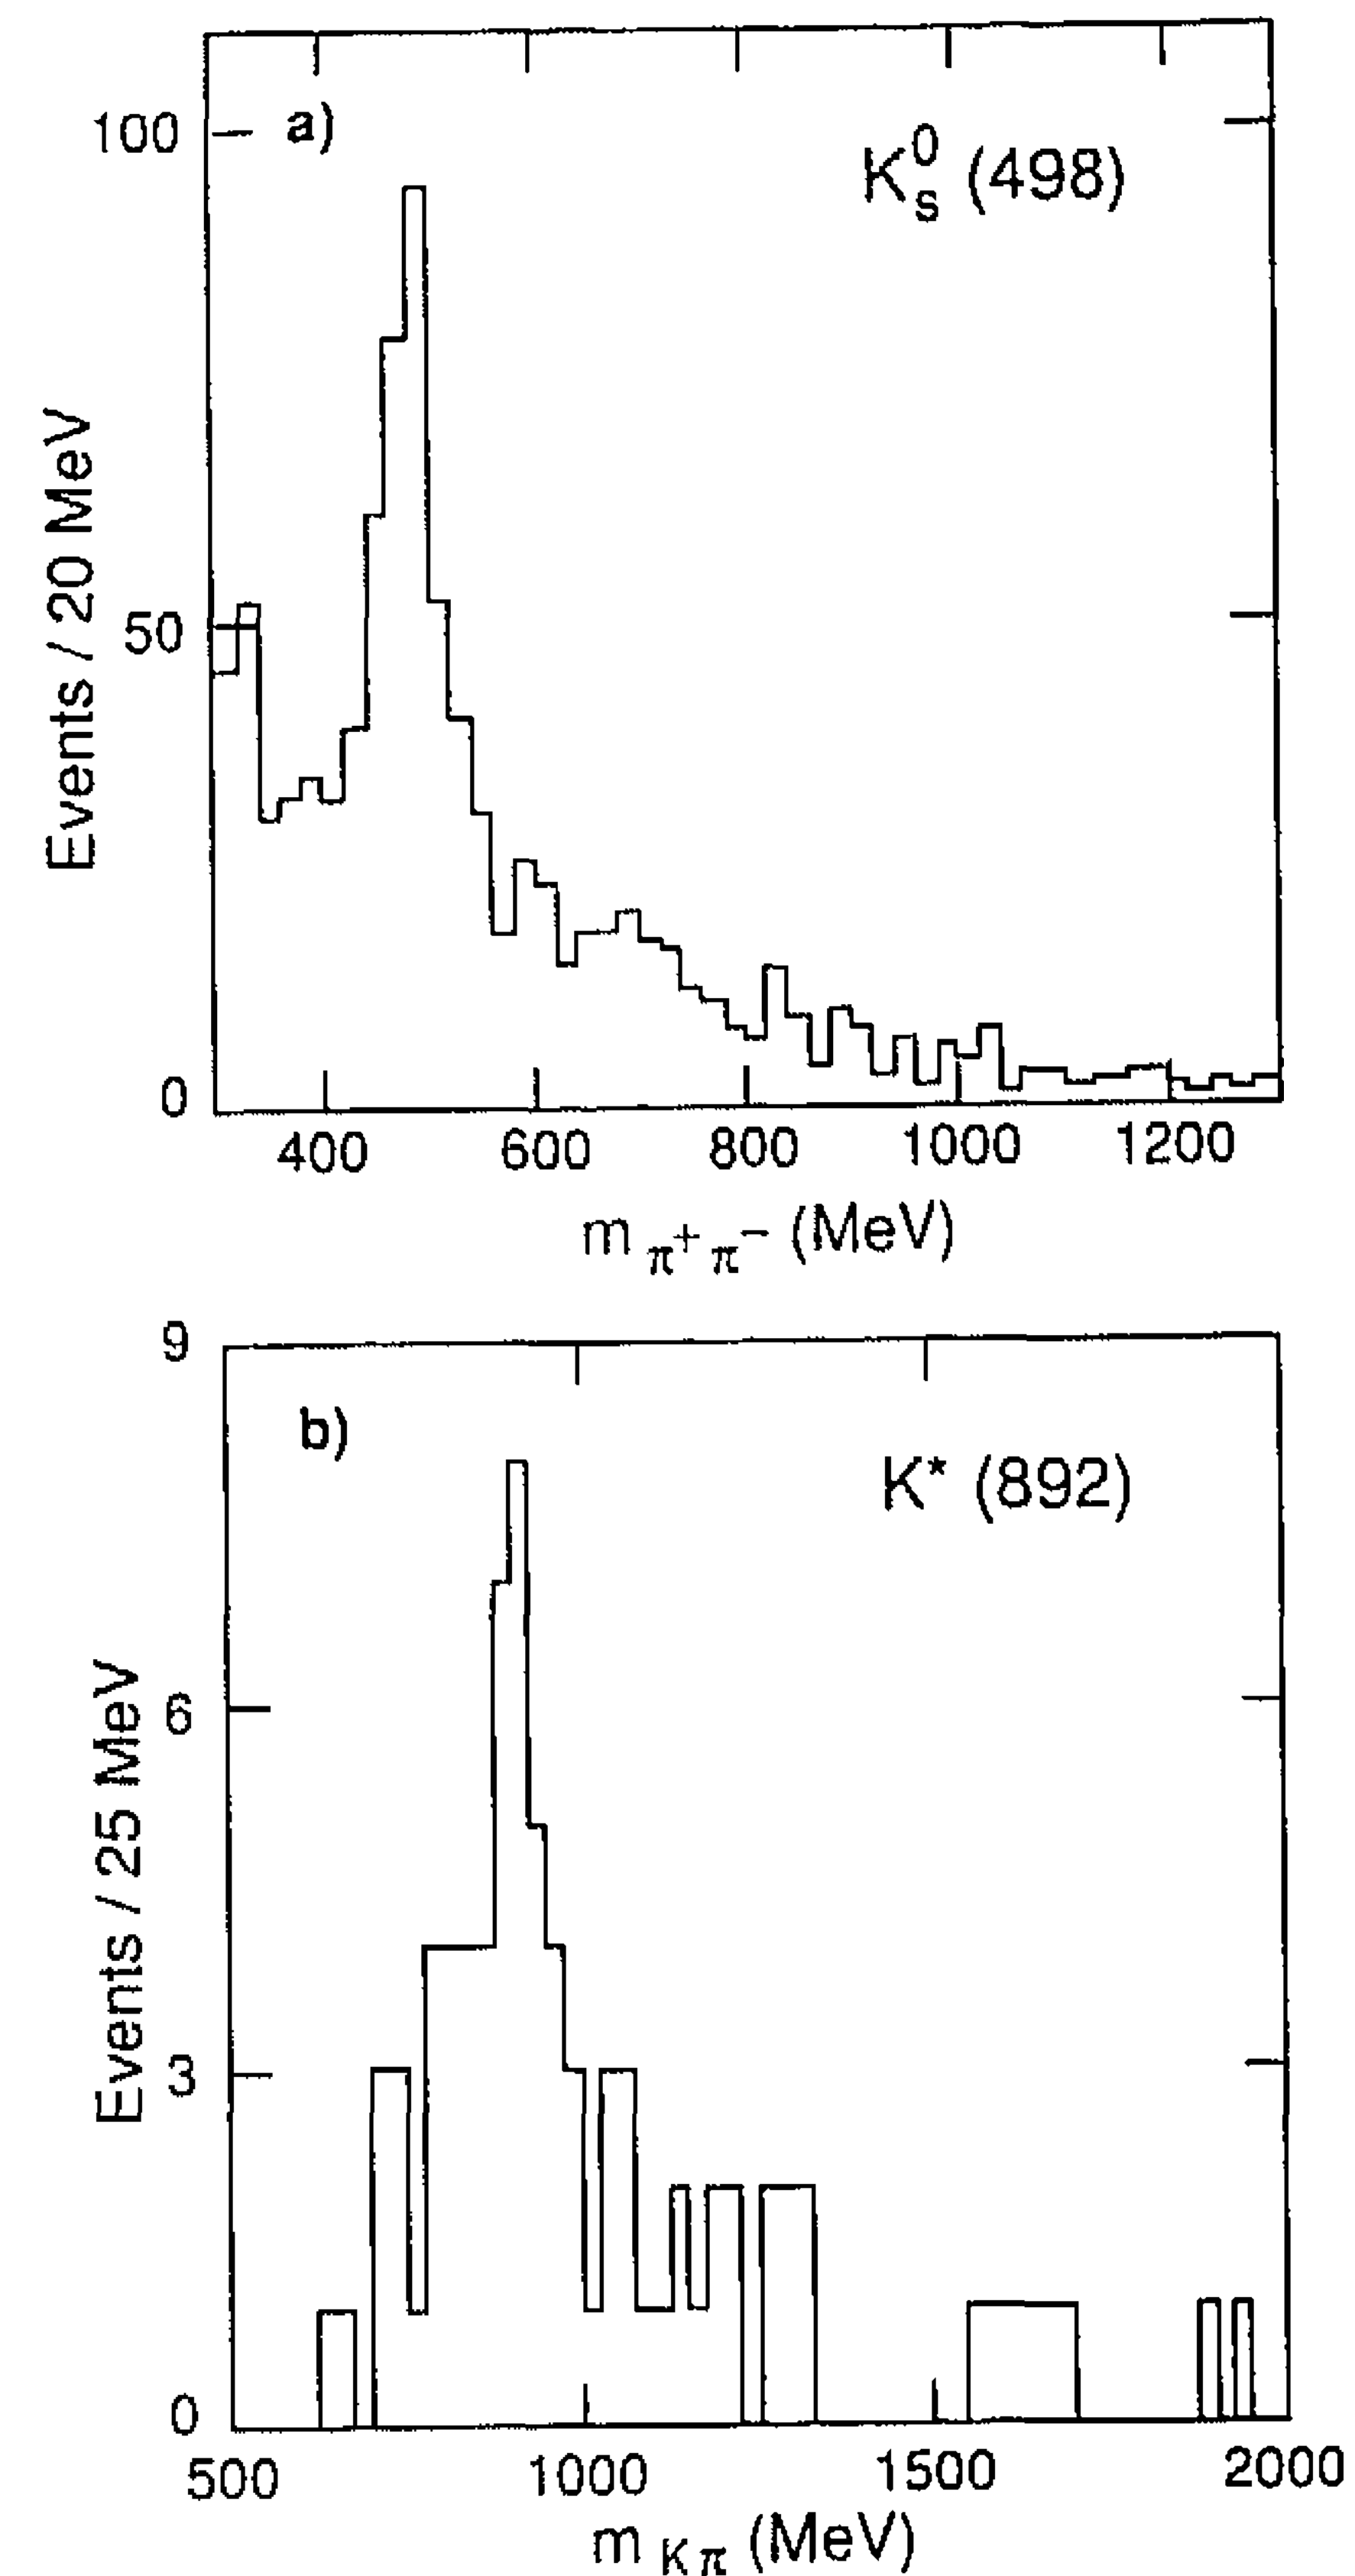 100
a)
K⁰ₛ (498)
Events / 20 MeV
50
0
400 600 800 1000 1200
m π⁺ π⁻ (MeV)
9
b)
K* (892)
Events / 25 MeV
6
3
0
500 1000 1500 2000
m K π (MeV)